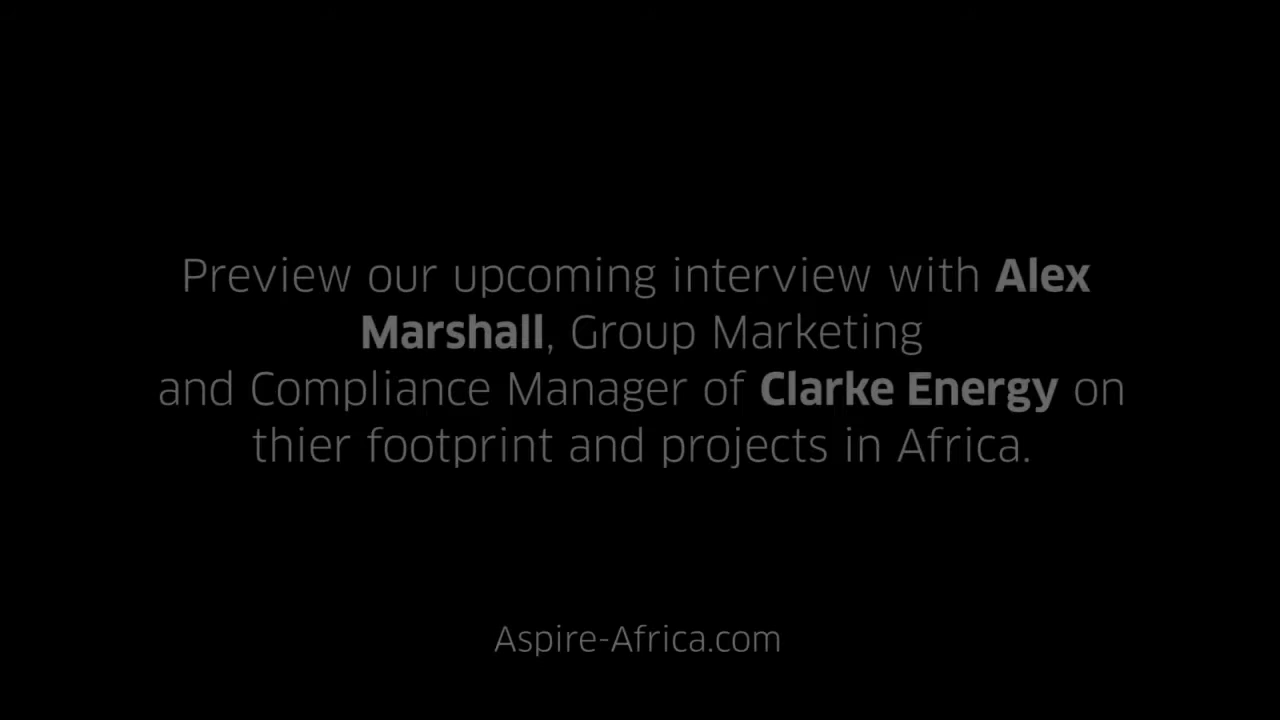 Preview our upcoming interview with Alex
Marshall, Group Marketing
and Compliance Manager of Clarke Energy on
thier footprint and projects in Africa.
Aspire-Africa.com